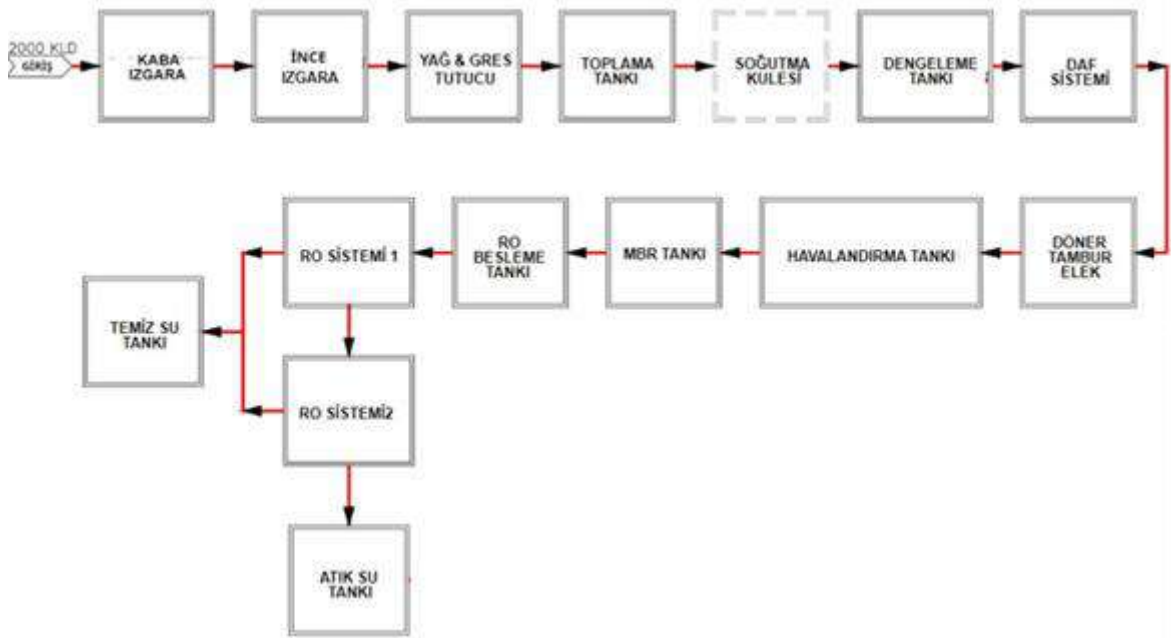 2000 KLD
GİRİŞ
KABA
IZGARA
İNCE
IZGARA
YAĞ & GRES
TUTUCU
TOPLAMA
TANKI
SOĞUTMA
KULESİ
DENGELEME
TANKI
DAF
SİSTEMİ
RO SİSTEMİ 1
RO
BESLEME
TANKI
MBR TANKI
HAVALANDIRMA TANKI
DÖNER
TAMBUR
ELEK
TEMİZ SU
TANKI
RO SİSTEMİ2
ATIK SU
TANKI